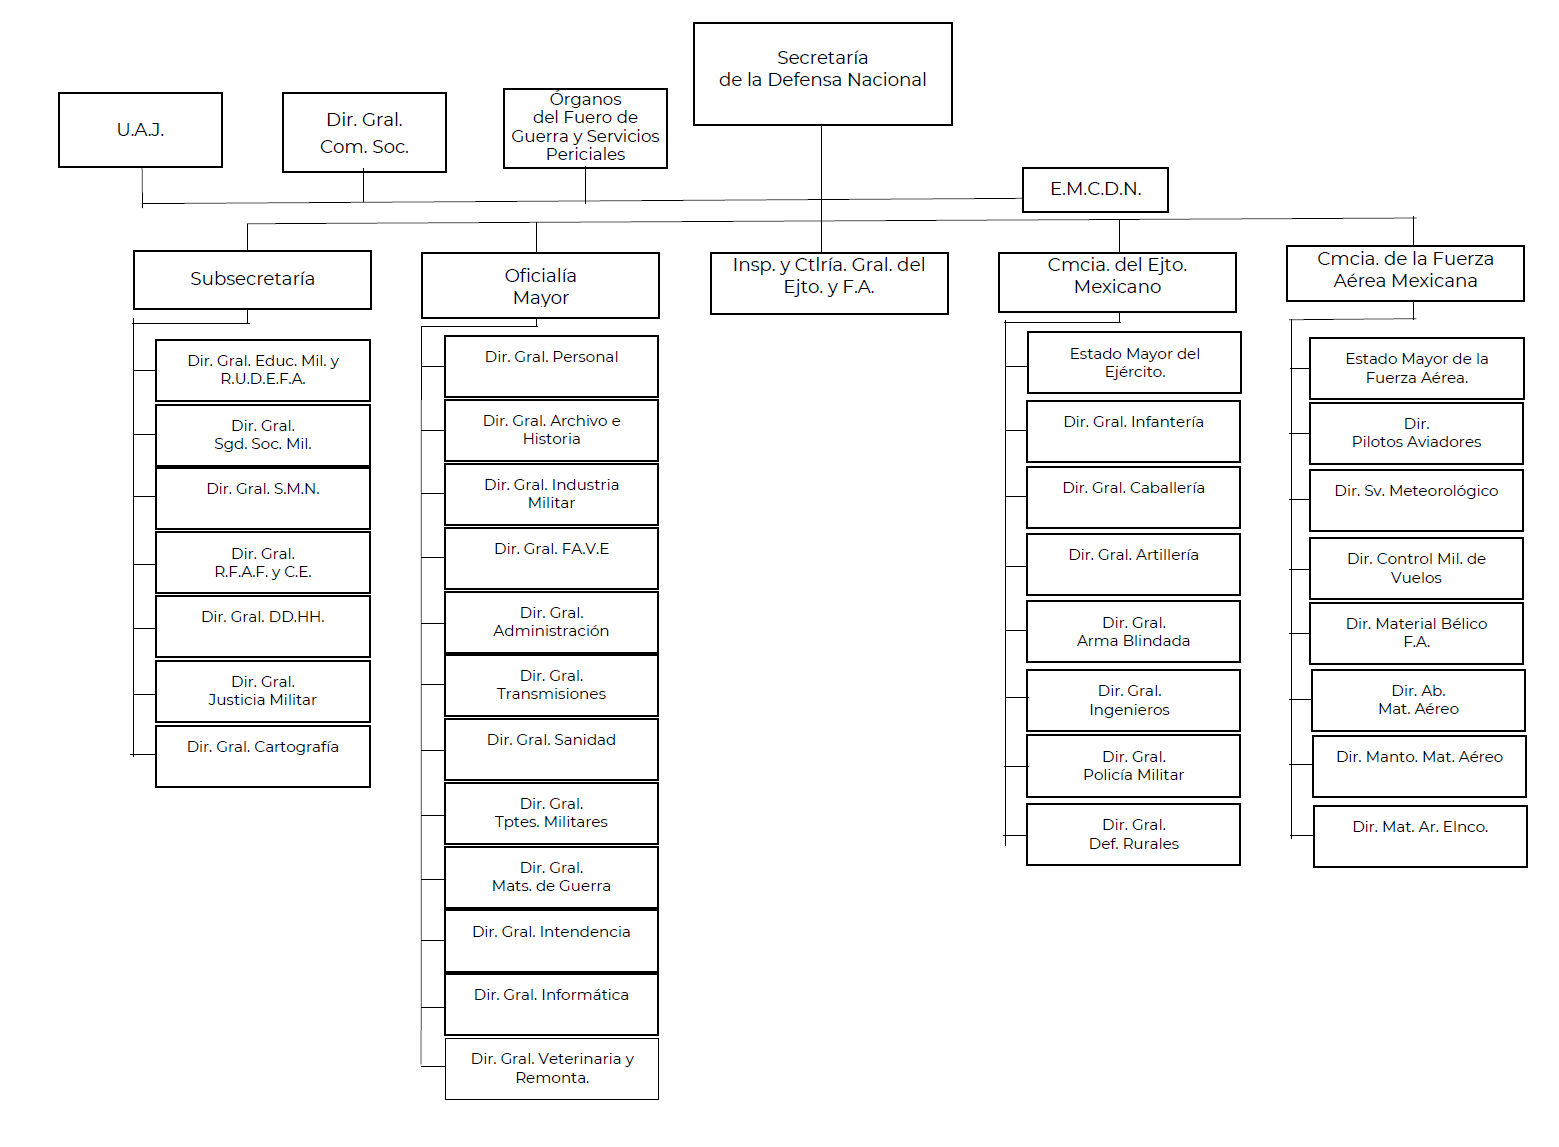 Secretaría
de la Defensa Nacional
U.A.J.
Dir. Gral.
Com. Soc.
Órganos
del Fuero de
Guerra y Servicios
Periciales
E.M.C.D.N.
Subsecretaría
Oficialía
Mayor
Insp. y Ctlría. Gral. del
Ejto. y F.A.
Cmcia. del Ejto.
Mexicano
Cmcia. de la Fuerza
Aérea Mexicana
Dir. Gral. Educ. Mil. y
R.U.D.E.F.A.
Dir. Gral.
Sgd. Soc. Mil.
Dir. Gral. S.M.N.
Dir. Gral.
R.F.A.F. y C.E.
Dir. Gral. DD.HH.
Dir. Gral.
Justicia Militar
Dir. Gral. Cartografía
Dir. Gral. Personal
Dir. Gral. Archivo e
Historia
Dir. Gral. Industria
Militar
Dir. Gral. FA.V.E
Dir. Gral.
Administración
Dir. Gral.
Transmisiones
Dir. Gral. Sanidad
Dir. Gral.
Tptes. Militares
Dir. Gral.
Mats. de Guerra
Dir. Gral. Intendencia
Dir. Gral. Informática
Dir. Gral. Veterinaria y
Remonta.
Estado Mayor del
Ejército.
Dir. Gral. Infantería
Dir. Gral. Caballería
Dir. Gral. Artillería
Dir. Gral.
Arma Blindada
Dir. Gral.
Ingenieros
Dir. Gral.
Policía Militar
Dir. Gral.
Def. Rurales
Estado Mayor de la
Fuerza Aérea.
Dir.
Pilotos Aviadores
Dir. Sv. Meteorológico
Dir. Control Mil. de
Vuelos
Dir. Material Bélico
F.A.
Dir. Ab.
Mat. Aéreo
Dir. Manto. Mat. Aéreo
Dir. Mat. Ar. Elnco.